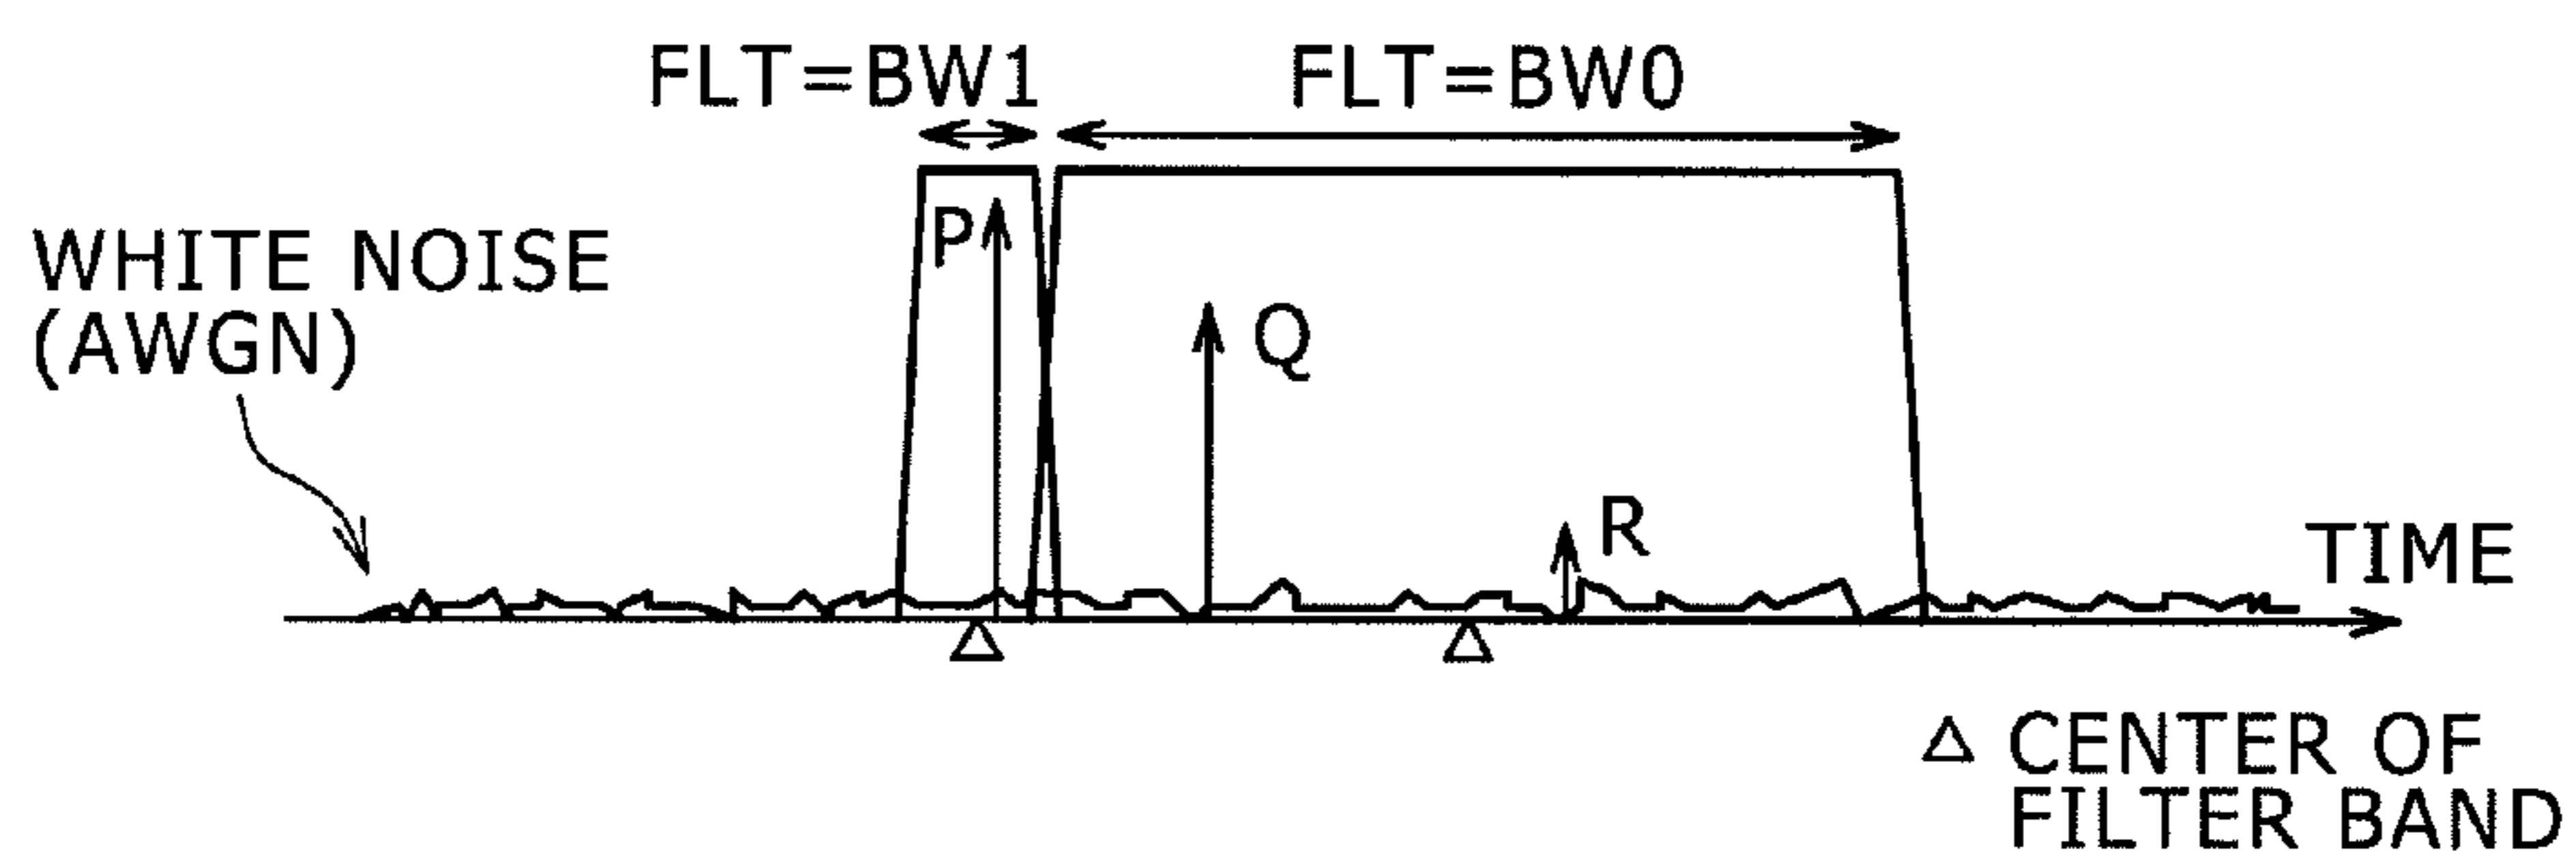 FLT=BW1
FLT=BW0
WHITE NOISE
(AWGN)
P
Q
R
TIME
△ CENTER OF
FILTER BAND